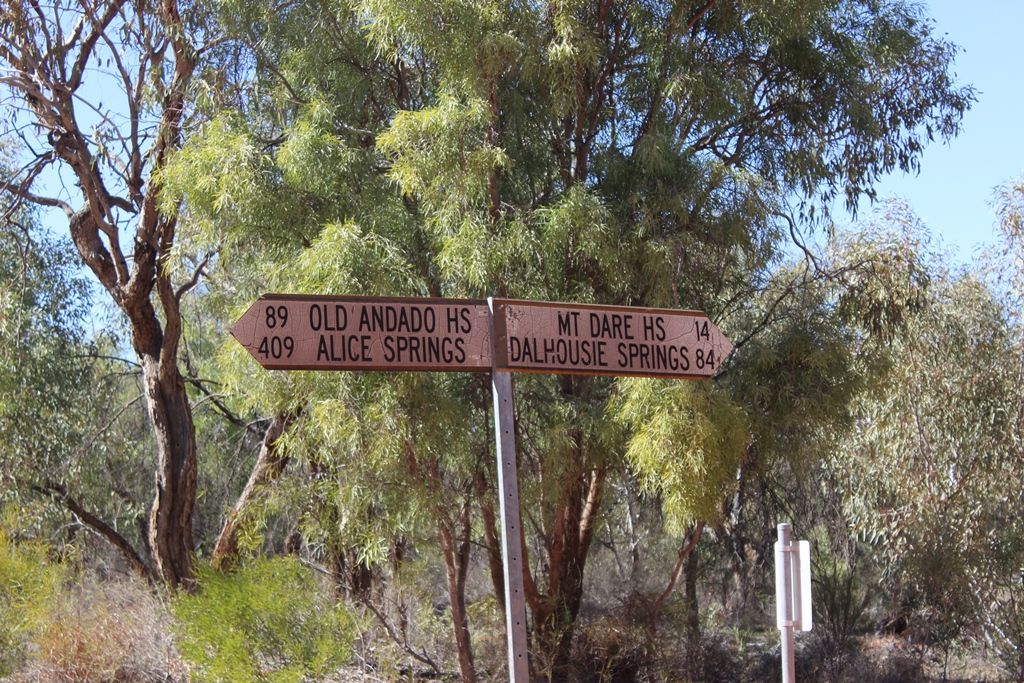 89 OLD ANDADO HS
409 ALICE SPRINGS
MT DARE HS 14
DALHOUSIE SPRINGS 84